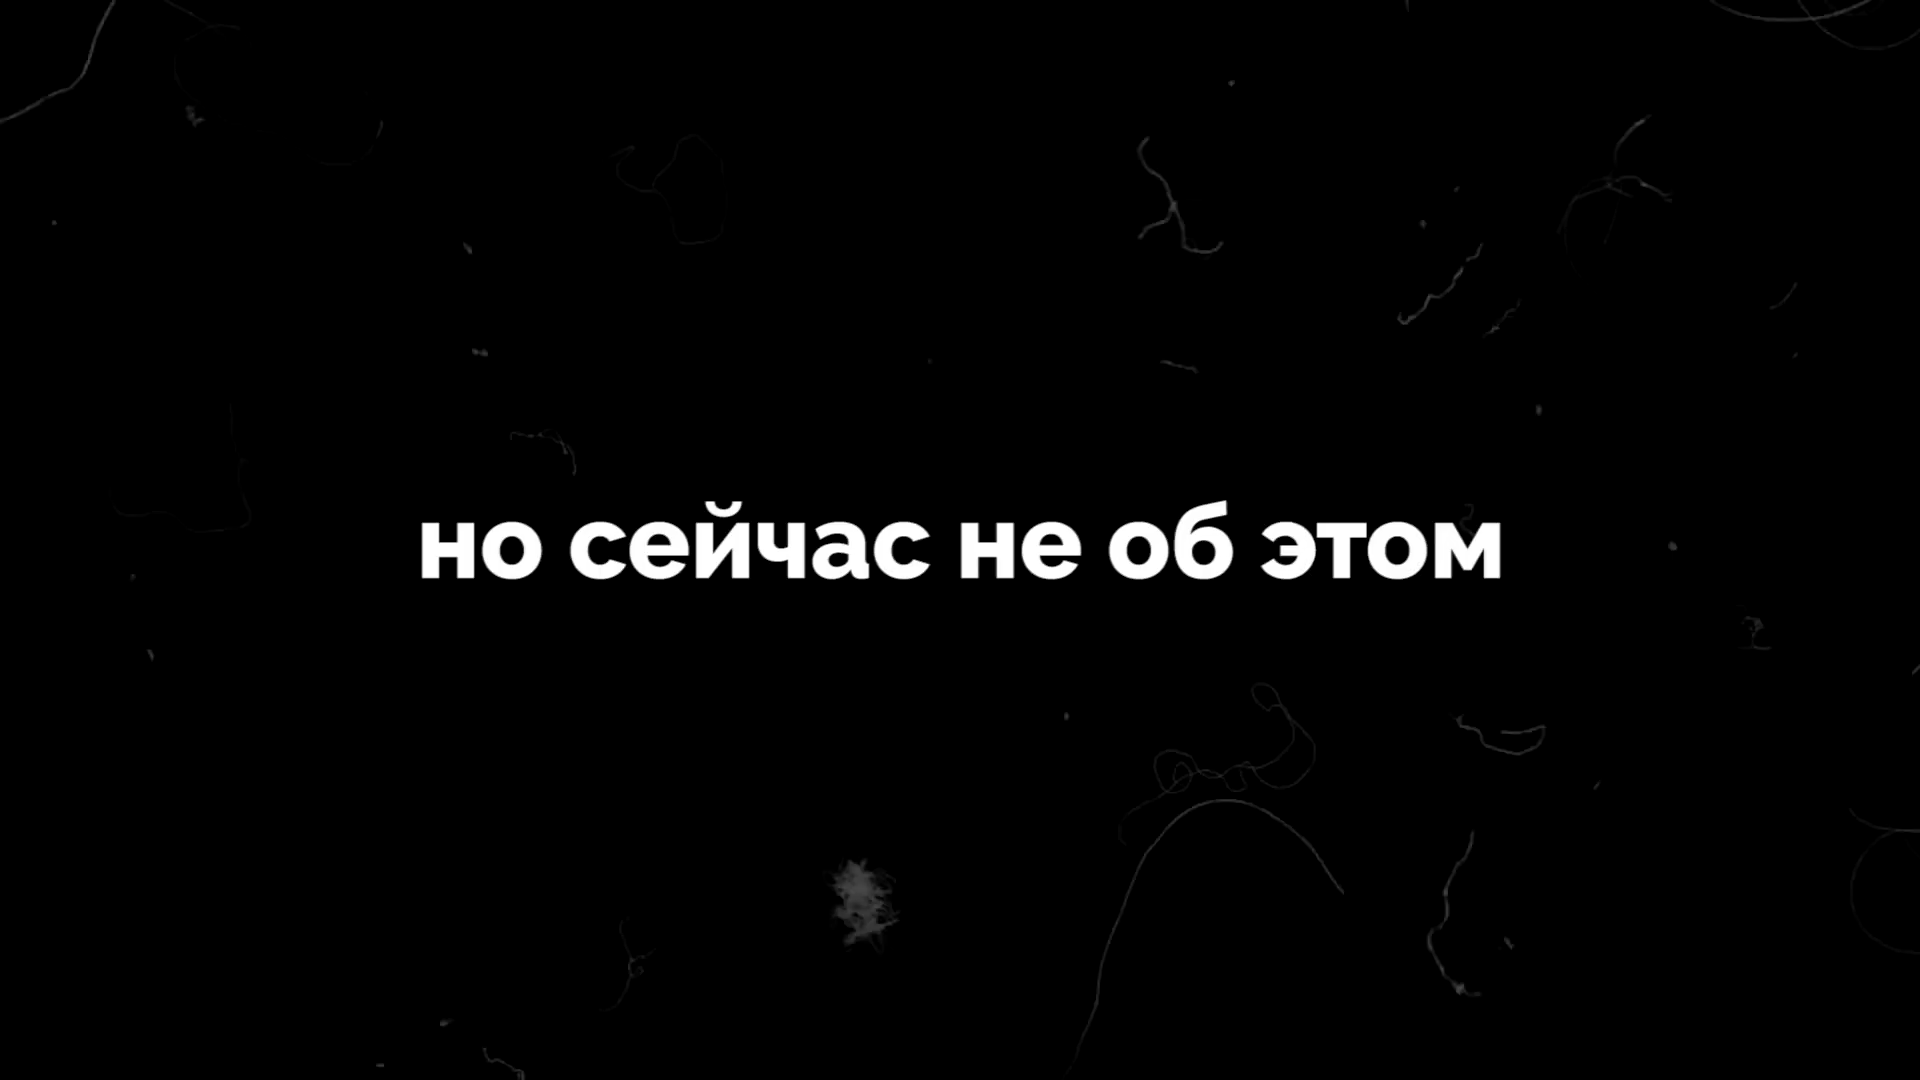 но сейчас не об этом